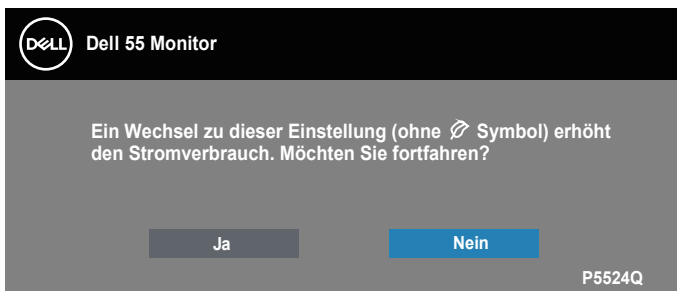 DELL Dell 55 Monitor
Ein Wechsel zu dieser Einstellung (ohne Symbol) erhöht
den Stromverbrauch. Möchten Sie fortfahren?
Ja Nein
P5524Q